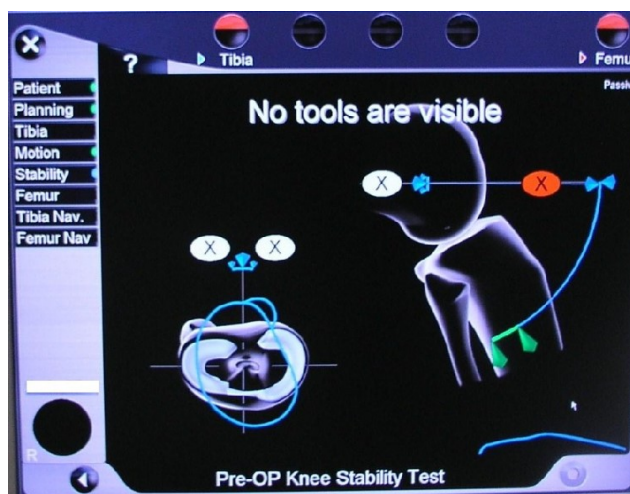 ?
Tibia
Femu
Passiv
Patient
Planning
Tibia
Motion
Stability
Femur
Tibia Nav.
Femur Nav
No tools are visible
X
X
X
X
R
Pre-OP Knee Stability Test